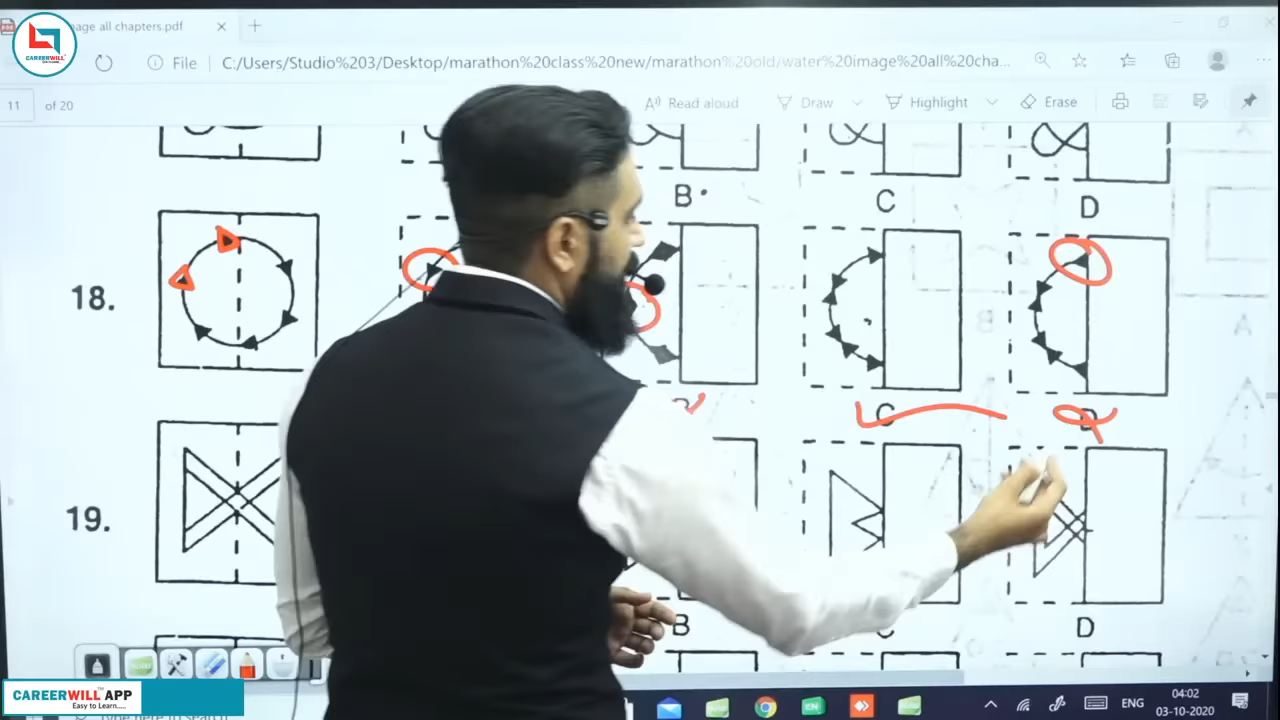 nage all chapters.pdf
CAREERWILL
File
C:/Users/Studio%203/Desktop/marathon%20class%20new/marathon%20old/water%20image%20all%20cha...
11
of 20
Read aloud
Draw
Highlight
Erase
B
C
D
18.
C
D
19.
B
D
CAREERWILL APP
Easy to Learn.....
ENG
04:02
03-10-2020